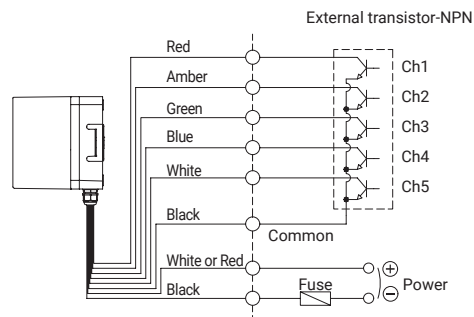 External transistor-NPN
Red
Ch1
Amber
Ch2
Green
Ch3
Blue
Ch4
White
Ch5
Black
Common
White or Red
+
Black
Fuse
Power
−